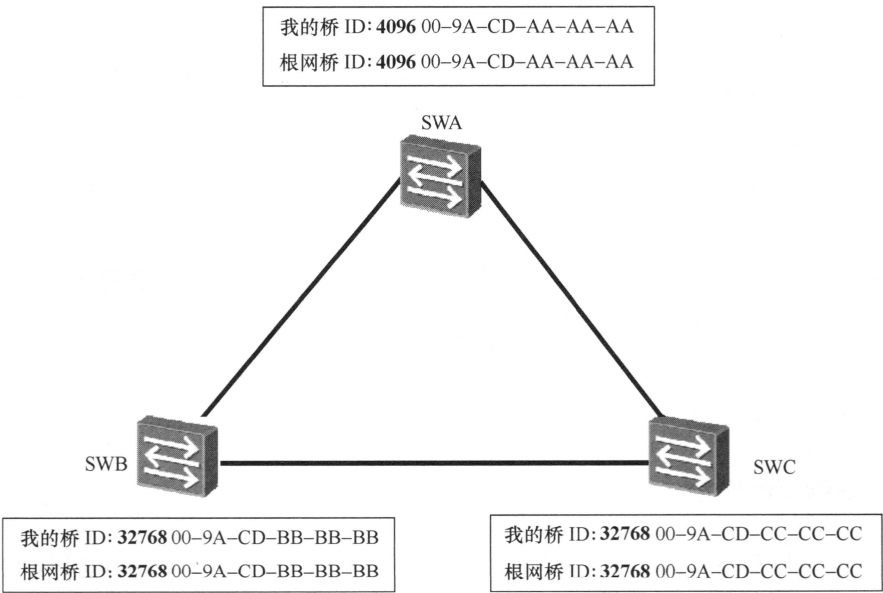 我的桥 ID: 4096 00–9A–CD–AA–AA–AA
根网桥 ID: 4096 00–9A–CD–AA–AA–AA
SWA
SWB
SWC
我的桥 ID: 32768 00–9A–CD–BB–BB–BB
根网桥 ID: 32768 00–9A–CD–BB–BB–BB
我的桥 ID: 32768 00–9A–CD–CC–CC–CC
根网桥 ID: 32768 00–9A–CD–CC–CC–CC